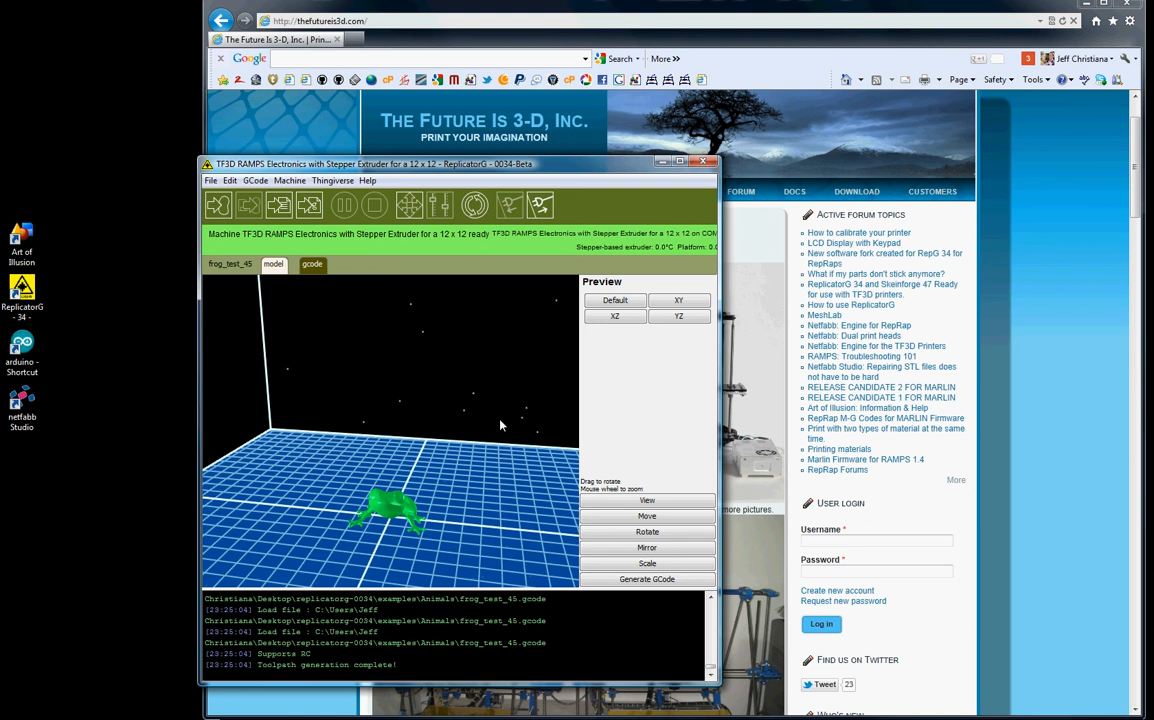 http://thefutureis3d.com/
The Future Is 3-D, Inc. | Prin...
Google
Search
More »
+1
3
Jeff Christiana
Page
Safety
Tools
THE FUTURE IS 3-D, INC.
PRINT YOUR IMAGINATION
FORUM
DOCS
DOWNLOAD
CUSTOMERS
TF3D RAMPS Electronics with Stepper Extruder for a 12 x 12 - ReplicatorG - 0034-Beta
File Edit GCode Machine Thingiverse Help
Machine TF3D RAMPS Electronics with Stepper Extruder for a 12 x 12 ready
TF3D RAMPS Electronics with Stepper Extruder for a 12 x 12 on COM
Stepper-based extruder: 0.0°C Platform: 0.0
frog_test_45
model
gcode
Preview
Default
XY
XZ
YZ
Drag to rotate
Mouse wheel to zoom
View
Move
Rotate
Mirror
Scale
Generate GCode
Christiana\Desktop\replicatorg-0034\examples\Animals\frog_test_45.gcode
[23:25:04] Load file : C:\Users\Jeff
Christiana\Desktop\replicatorg-0034\examples\Animals\frog_test_45.gcode
[23:25:04] Load file : C:\Users\Jeff
Christiana\Desktop\replicatorg-0034\examples\Animals\frog_test_45.gcode
[23:25:04] Supports RC
[23:25:04] Toolpath generation complete!
Art of
Illusion
ReplicatorG
- 34 -
arduino -
Shortcut
netfabb
Studio
more pictures.
ACTIVE FORUM TOPICS
How to calibrate your printer
LCD Display with Keypad
New software fork created for RepG 34 for
RepRaps
What if my parts don't stick anymore?
ReplicatorG 34 and Skeinforge 47 Ready
for use with TF3D printers.
How to use ReplicatorG
MeshLab
Netfabb: Engine for RepRap
Netfabb: Dual print heads
Netfabb: Engine for the TF3D Printers
RAMPS: Troubleshooting 101
Netfabb Studio: Repairing STL files does
not have to be hard
RELEASE CANDIDATE 2 FOR MARLIN
RELEASE CANDIDATE 1 FOR MARLIN
Art of Illusion: Information & Help
RepRap M-G Codes for MARLIN Firmware
Print with two types of material at the same
time.
Printing materials
Marlin Firmware for RAMPS 1.4
RepRap Forums
More
USER LOGIN
Username *
Password *
Create new account
Request new password
Log in
FIND US ON TWITTER
Tweet
23